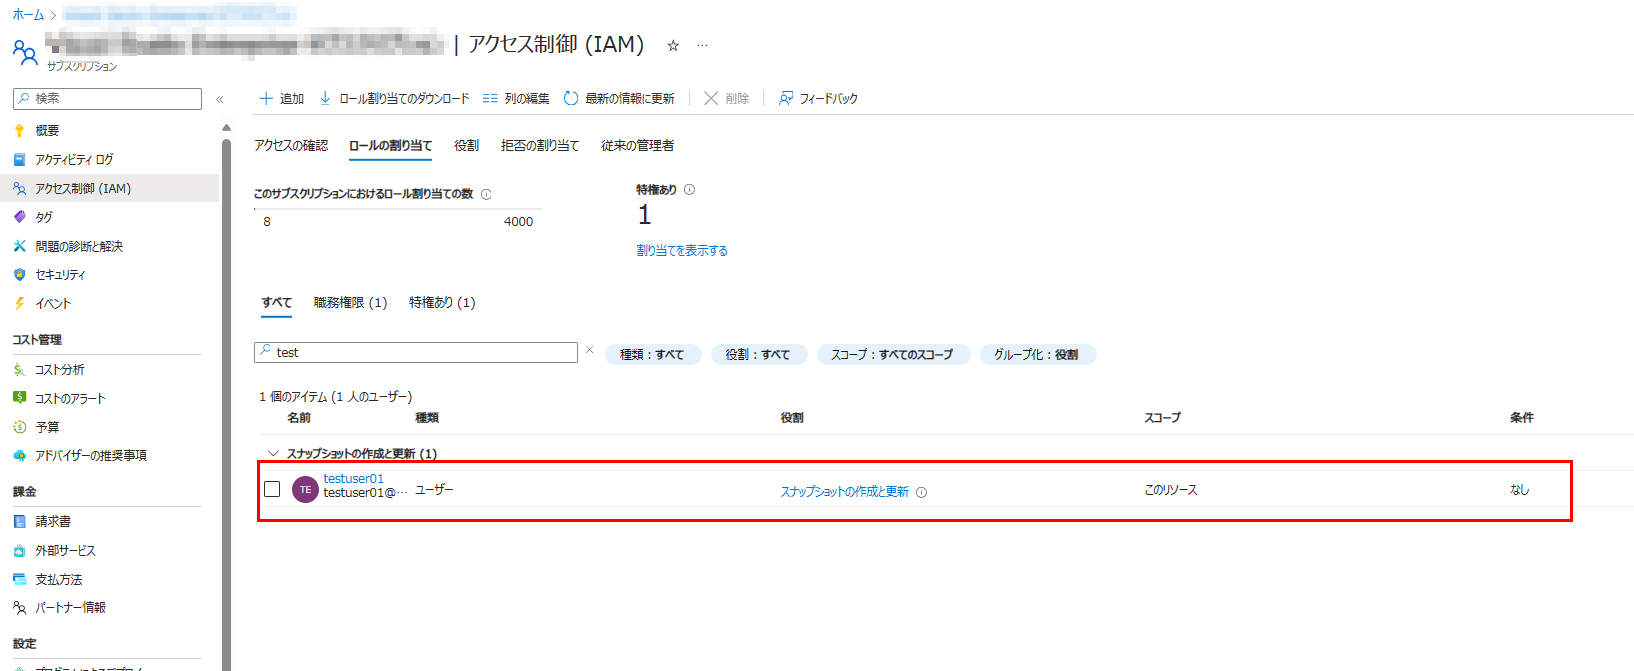 ホーム >
| アクセス制御 (IAM) ☆ …
サブスクリプション
検索
«
+ 追加 ロール割り当てのダウンロード 列の編集 最新の情報に更新 削除 フィードバック
概要
アクティビティ ログ
アクセス制御 (IAM)
タグ
問題の診断と解決
セキュリティ
イベント
コスト管理
コスト分析
コストのアラート
予算
アドバイザーの推奨事項
課金
請求書
外部サービス
支払方法
パートナー情報
設定
アクセスの確認 ロールの割り当て 役割 拒否の割り当て 従来の管理者
このサブスクリプションにおけるロール割り当ての数
8 4000
特権あり
1
割り当てを表示する
すべて 職務権限 (1) 特権あり (1)
test
種類 : すべて 役割 : すべて スコープ : すべてのスコープ グループ化 : 役割
1 個のアイテム (1 人のユーザー)
名前 種類 役割 スコープ 条件
スナップショットの作成と更新 (1)
TE
testuser01
testuser01@… ユーザー スナップショットの作成と更新 このリソース なし